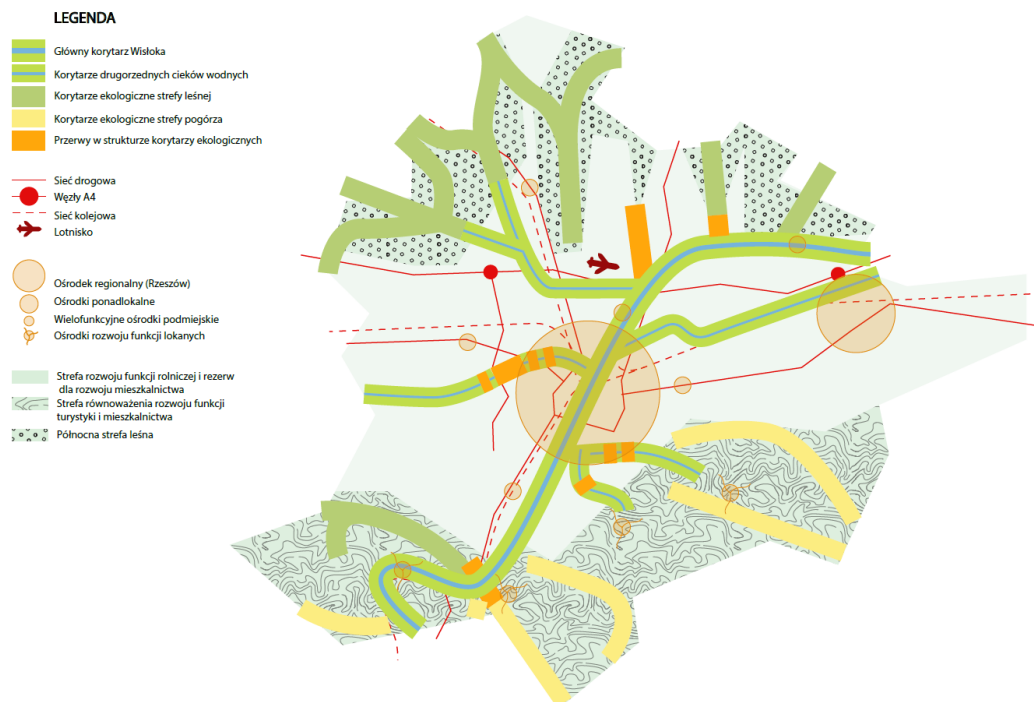 LEGENDA
Główny korytarz Wisłoka
Korytarze drugorzędnych cieków wodnych
Korytarze ekologiczne strefy leśnej
Korytarze ekologiczne strefy pogórza
Przerwy w strukturze korytarzy ekologicznych
Sieć drogowa
Węzły A4
Sieć kolejowa
Lotnisko
Ośrodek regionalny (Rzeszów)
Ośrodki ponadlokalne
Wielofunkcyjne ośrodki podmiejskie
Ośrodki rozwoju funkcji lokanych
Strefa rozwoju funkcji rolniczej i rezerw
dla rozwoju mieszkalnictwa
Strefa równoważenia rozwoju funkcji
turystyki i mieszkalnictwa
Północna strefa leśna